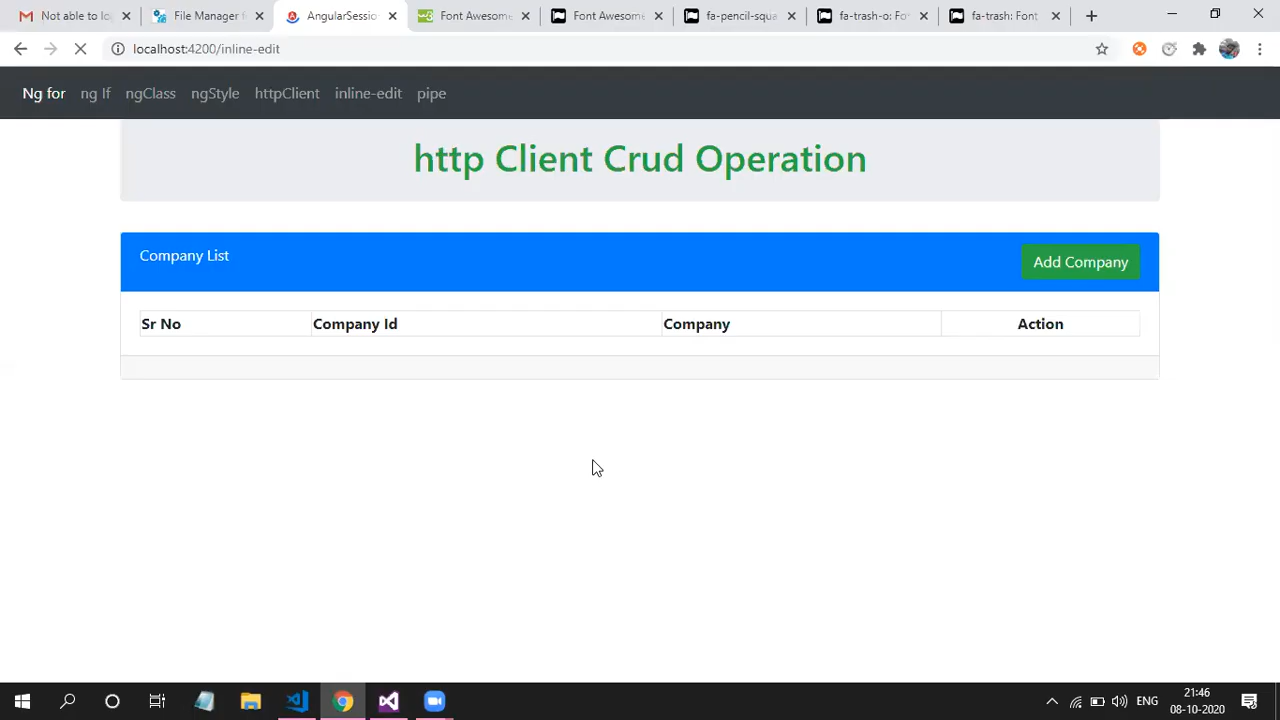 Not able to lo
File Manager f
AngularSessio
Font Awesome
Font Awesome
fa-pencil-squa
fa-trash-o: Fo
fa-trash: Font
localhost:4200/inline-edit
Ng for ng If ngClass ngStyle httpClient inline-edit pipe
http Client Crud Operation
Company List
Add Company
Sr No Company Id Company Action
ENG
21:46
08-10-2020